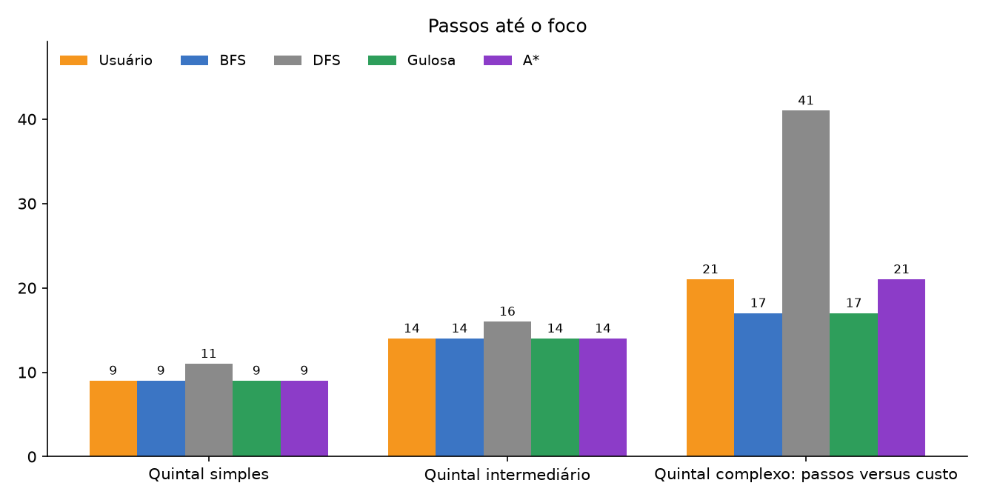 Passos até o foco
Usuário BFS DFS Gulosa A*
40
30
20
10
0
9 9 11 9 9
14 14 16 14 14
21 17 41 17 21
Quintal simples Quintal intermediário Quintal complexo: passos versus custo